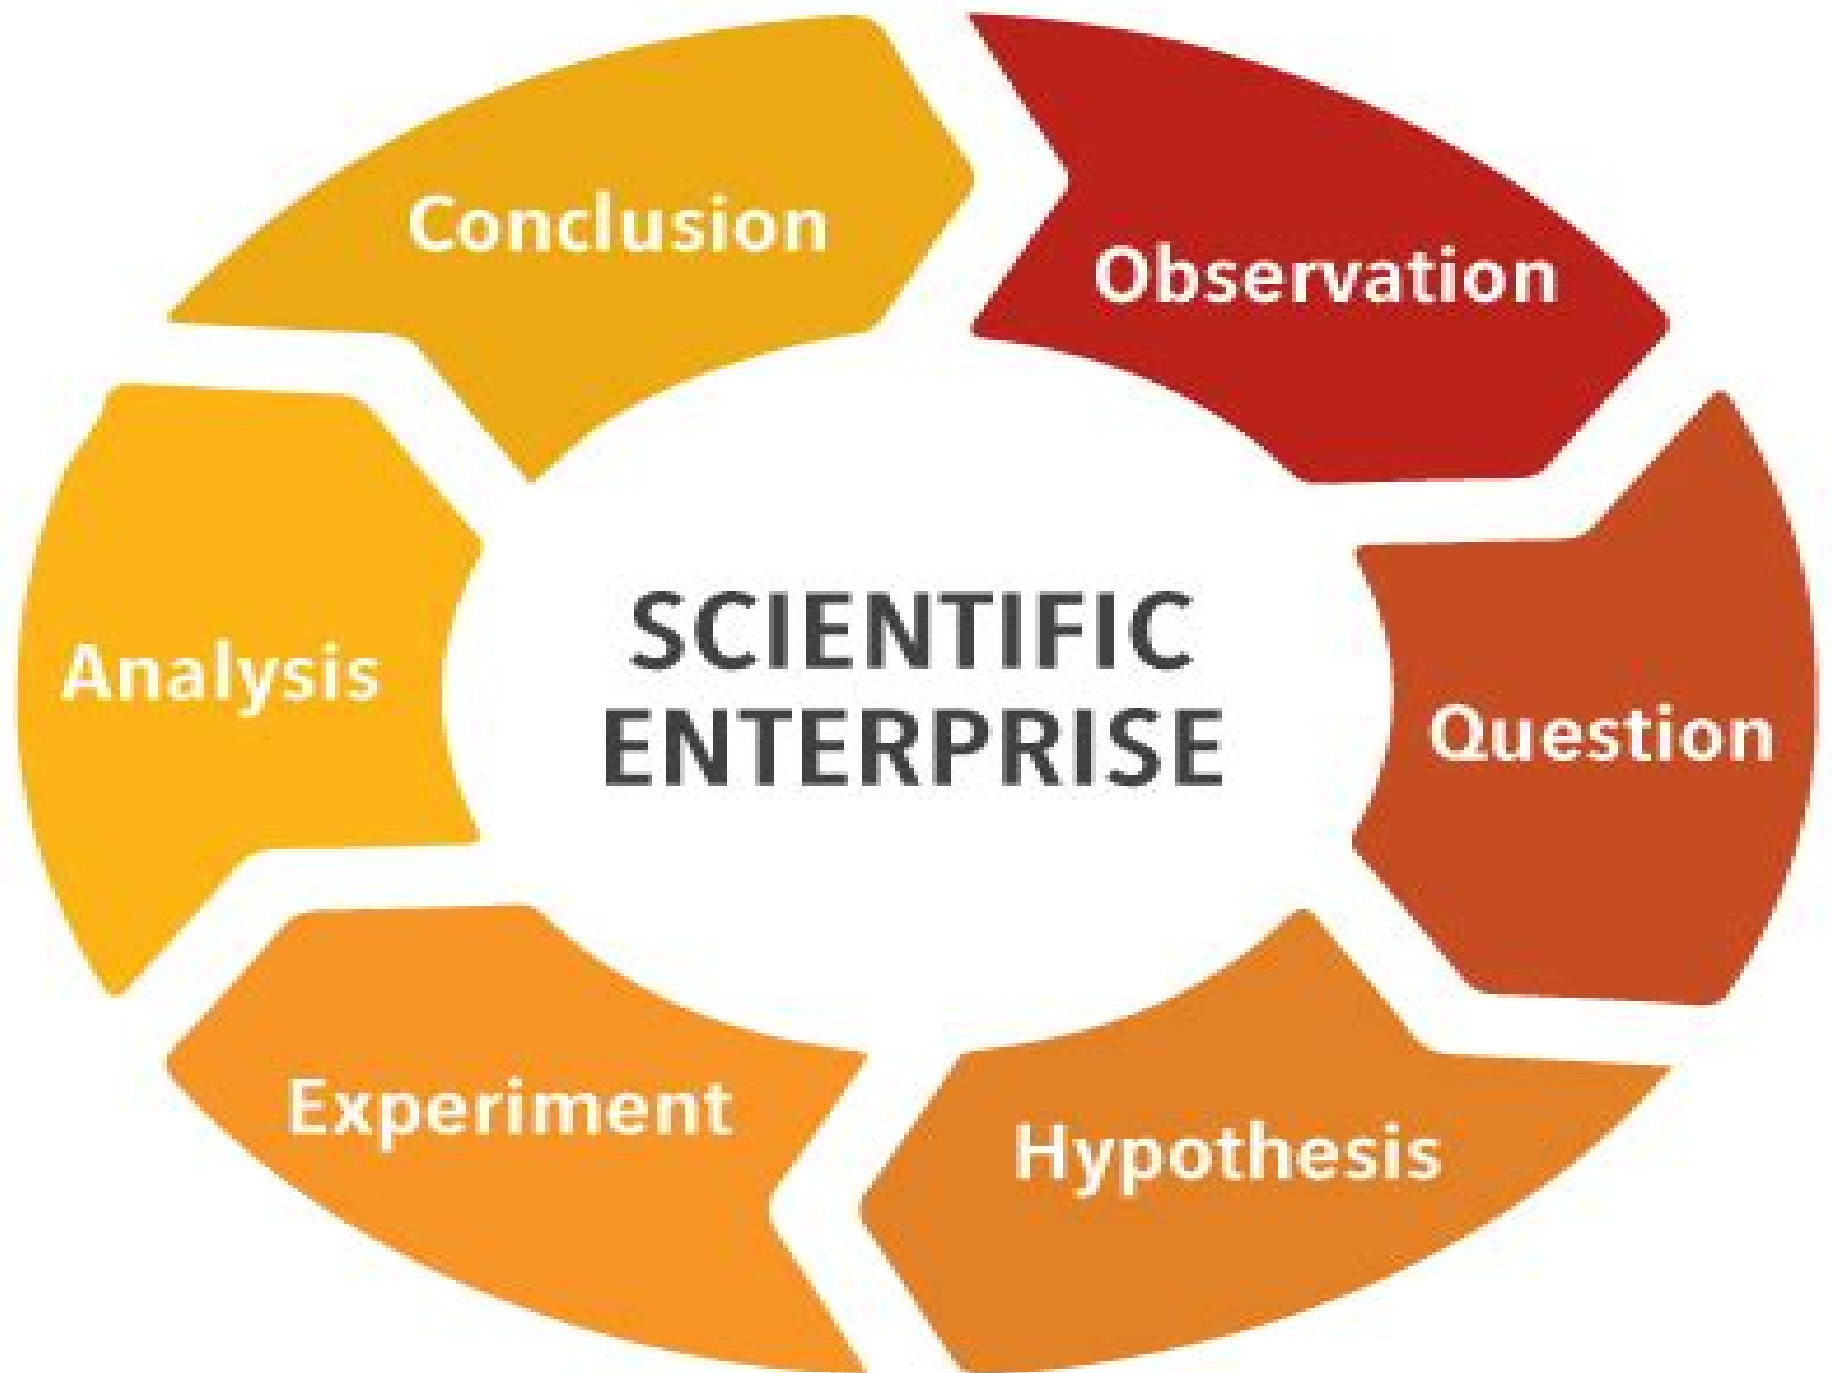 Conclusion
Observation
Analysis
SCIENTIFIC
ENTERPRISE
Question
Experiment
Hypothesis